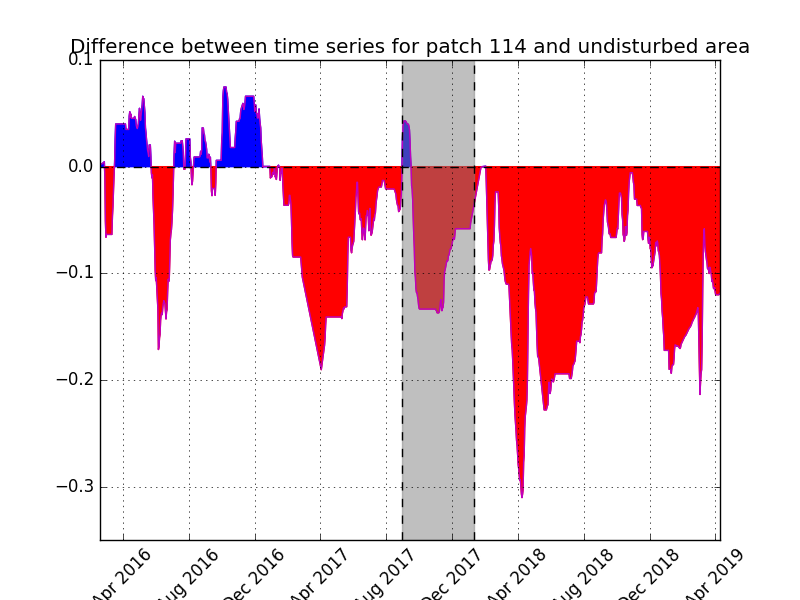 Difference between time series for patch 114 and undisturbed area
0.1
0.0
−0.1
−0.2
−0.3
Apr 2016
Aug 2016
Dec 2016
Apr 2017
Aug 2017
Dec 2017
Apr 2018
Aug 2018
Dec 2018
Apr 2019